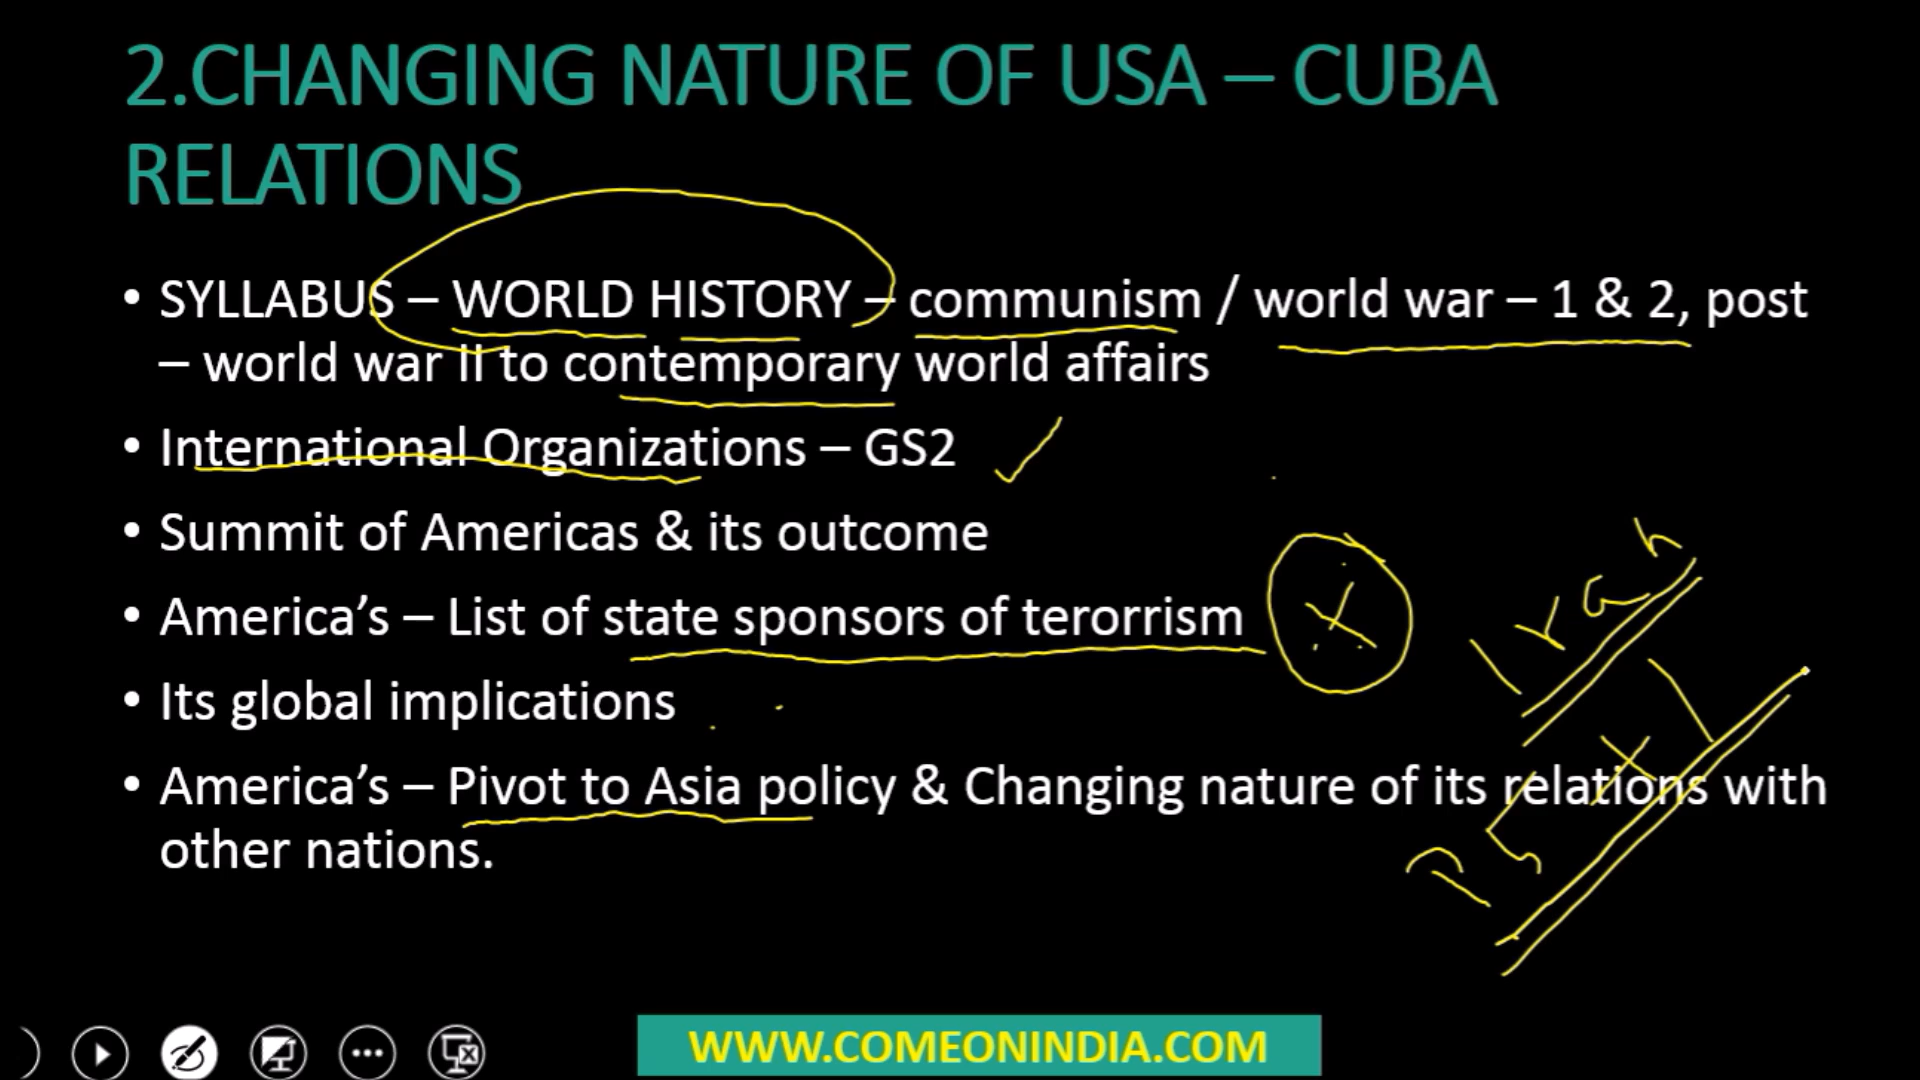 2.CHANGING NATURE OF USA – CUBA
RELATIONS
• SYLLABUS – WORLD HISTORY – communism / world war – 1 & 2, post
– world war II to contemporary world affairs
• International Organizations – GS2
• Summit of Americas & its outcome
• America’s – List of state sponsors of terorrism
Iran
• Its global implications
• America’s – Pivot to Asia policy & Changing nature of its relations with
other nations.
WWW.COMEONINDIA.COM